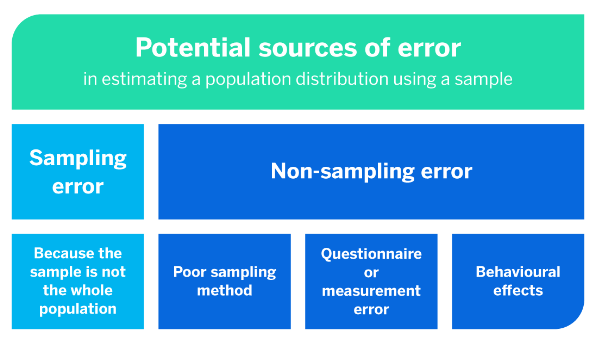 Potential sources of error
in estimating a population distribution using a sample
Sampling
error
Non-sampling error
Because the
sample is not
the whole
population
Poor sampling
method
Questionnaire
or
measurement
error
Behavioural
effects